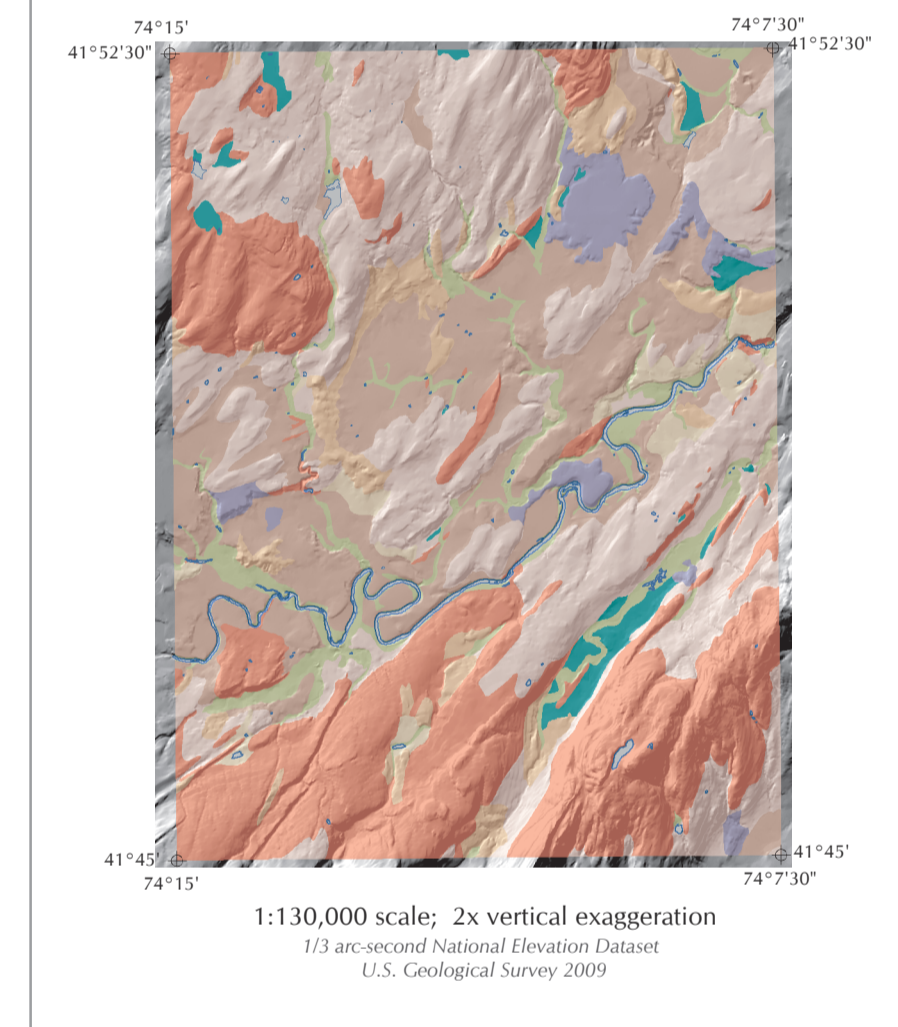 74°15'
74°7'30"
41°52'30"
41°52'30"
41°45'
41°45'
74°15'
74°7'30"
1:130,000 scale; 2x vertical exaggeration
1/3 arc-second National Elevation Dataset
U.S. Geological Survey 2009